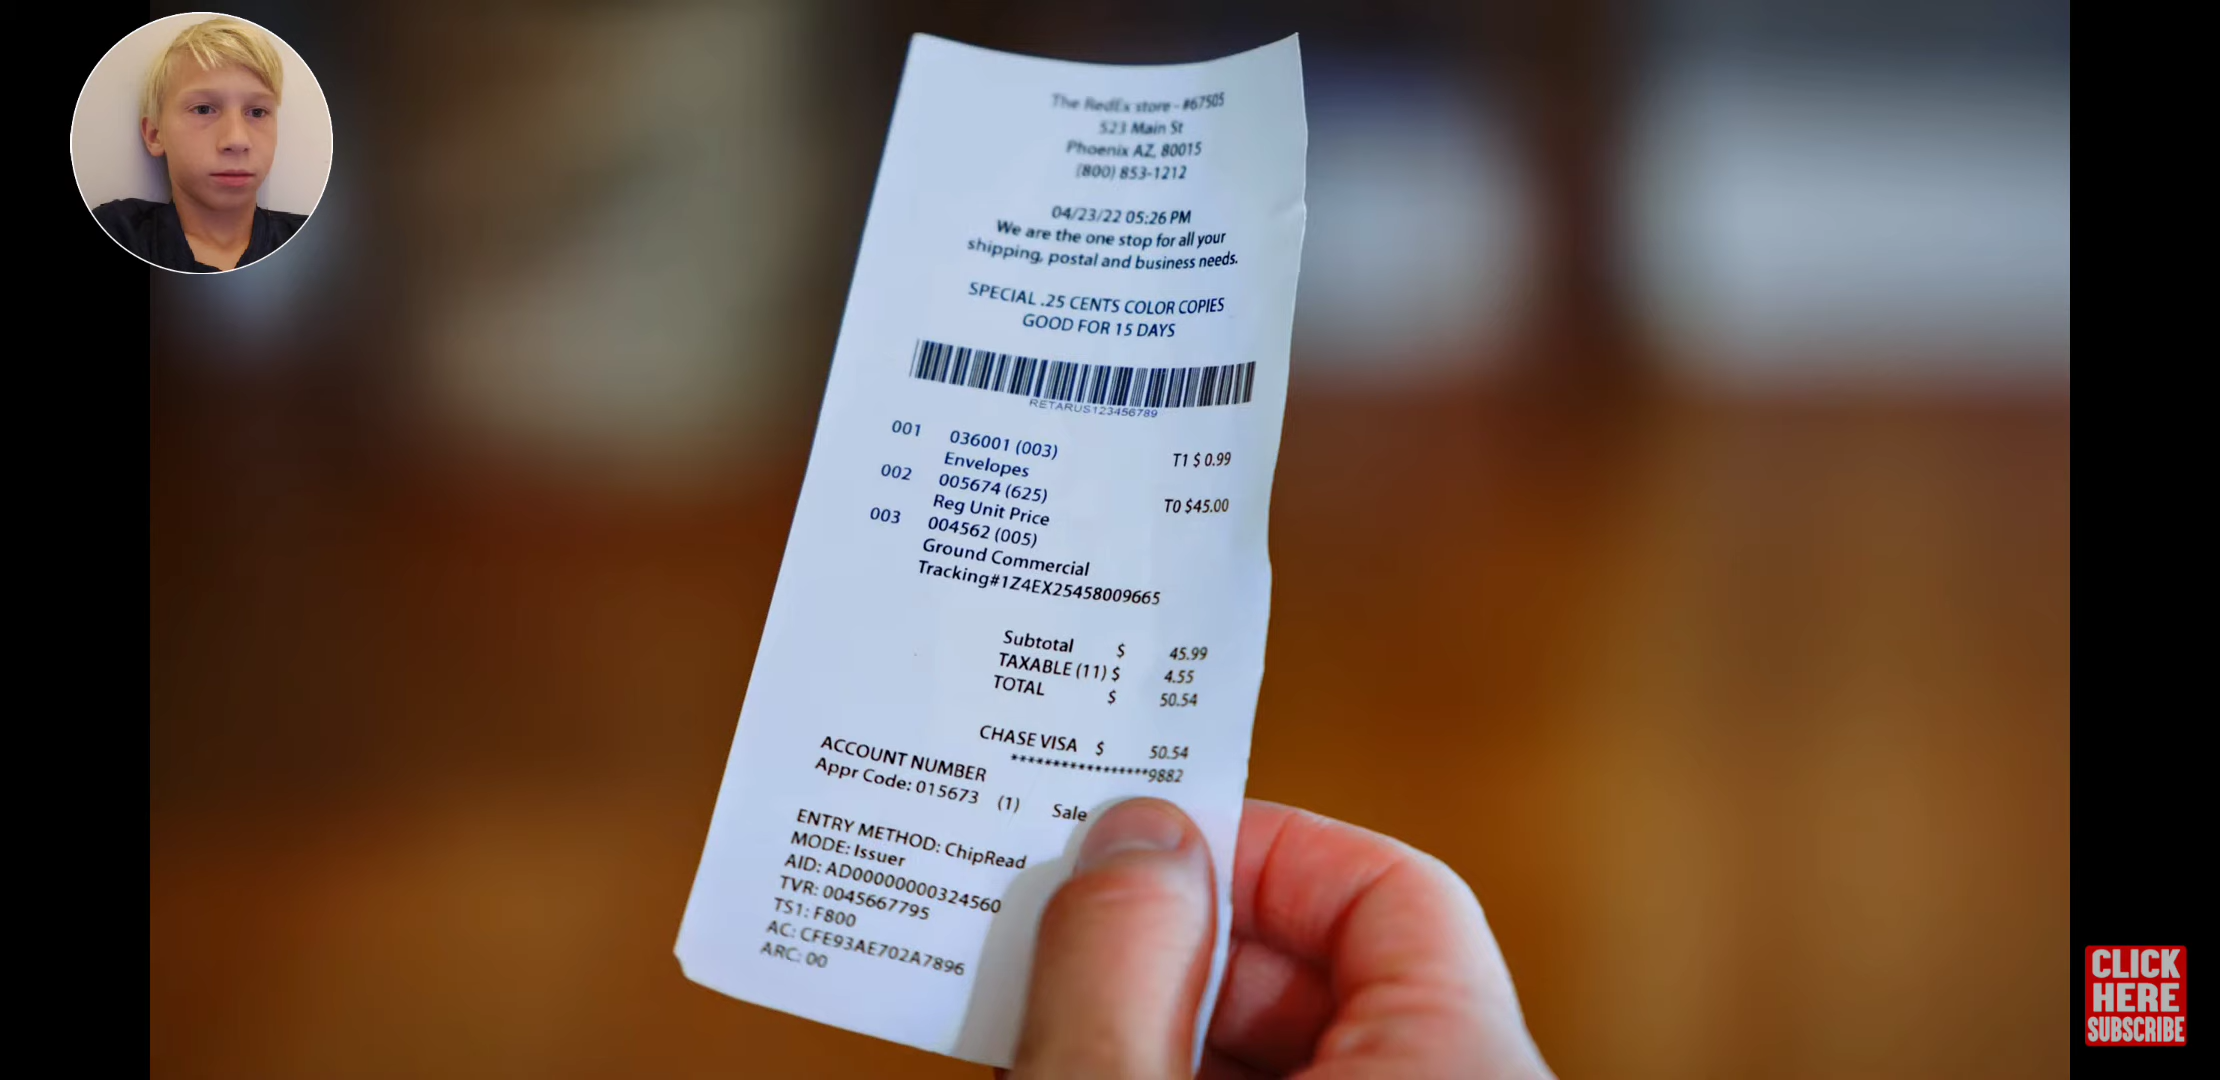 The RedEx store - #67505
523 Main St
Phoenix AZ, 80015
(800) 853-1212
04/23/22 05:26 PM
We are the one stop for all your
shipping, postal and business needs.
SPECIAL .25 CENTS COLOR COPIES
GOOD FOR 15 DAYS
RETARUS123456789
001 036001 (003) T1 $ 0.99
Envelopes
002 005674 (625) T0 $45.00
Reg Unit Price
003 004562 (005)
Ground Commercial
Tracking#1Z4EX25458009665
Subtotal $ 45.99
TAXABLE (11) $ 4.55
TOTAL $ 50.54
CHASE VISA $ 50.54
ACCOUNT NUMBER *****************9882
Appr Code: 015673 (1) Sale
ENTRY METHOD: ChipRead
MODE: Issuer
AID: AD00000000324560
TVR: 0045667795
TS1: F800
AC: CFE93AE702A7896
ARC: 00
CLICK
HERE
SUBSCRIBE